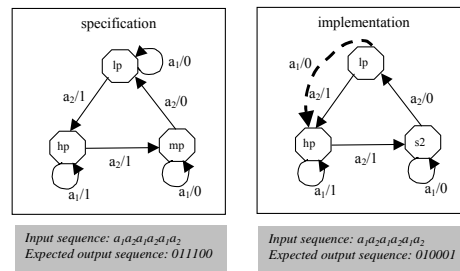 specification
lp
a₁/0
a₂/1
a₂/0
hp
mp
a₂/1
a₁/1
a₁/0
Input sequence: a₁a₂a₁a₂a₁a₂
Expected output sequence: 011100
implementation
a₁/0
lp
a₂/1
a₂/0
hp
s2
a₂/1
a₁/1
a₁/0
Input sequence: a₁a₂a₁a₂a₁a₂
Expected output sequence: 010001